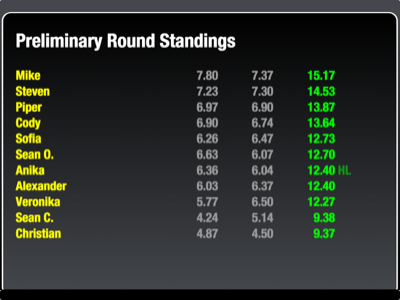 Preliminary Round Standings
Mike 7.80 7.37 15.17
Steven 7.23 7.30 14.53
Piper 6.97 6.90 13.87
Cody 6.90 6.74 13.64
Sofia 6.26 6.47 12.73
Sean O. 6.63 6.07 12.70
Anika 6.36 6.04 12.40 HL
Alexander 6.03 6.37 12.40
Veronika 5.77 6.50 12.27
Sean C. 4.24 5.14 9.38
Christian 4.87 4.50 9.37